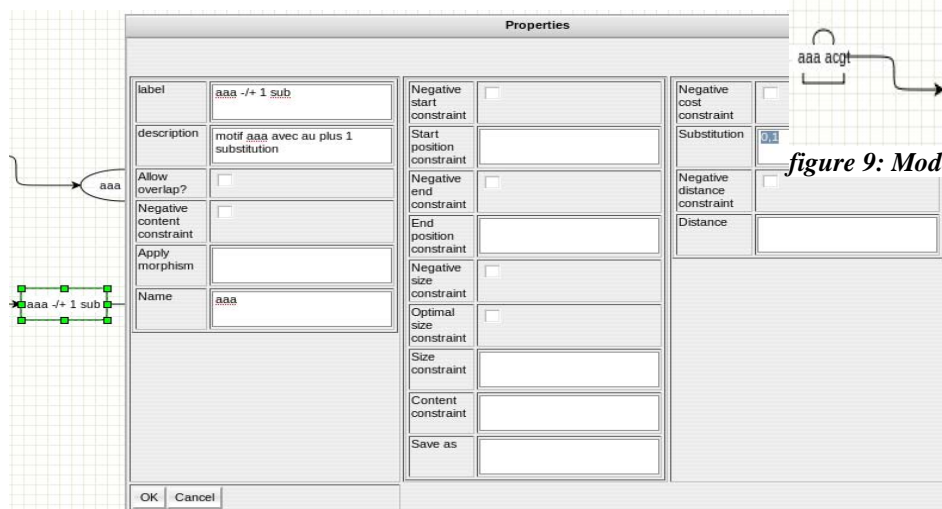 Properties
aaa acgt
figure 9: Mod
label
aaa -/+ 1 sub
description
motif aaa avec au plus 1
substitution
Allow
overlap?
Negative
content
constraint
Apply
morphism
Name
aaa
Negative
start
constraint
Start
position
constraint
Negative
end
constraint
End
position
constraint
Negative
size
constraint
Optimal
size
constraint
Size
constraint
Content
constraint
Save as
Negative
cost
constraint
Substitution
0,1
Negative
distance
constraint
Distance
aaa
aaa -/+ 1 sub
OK
Cancel